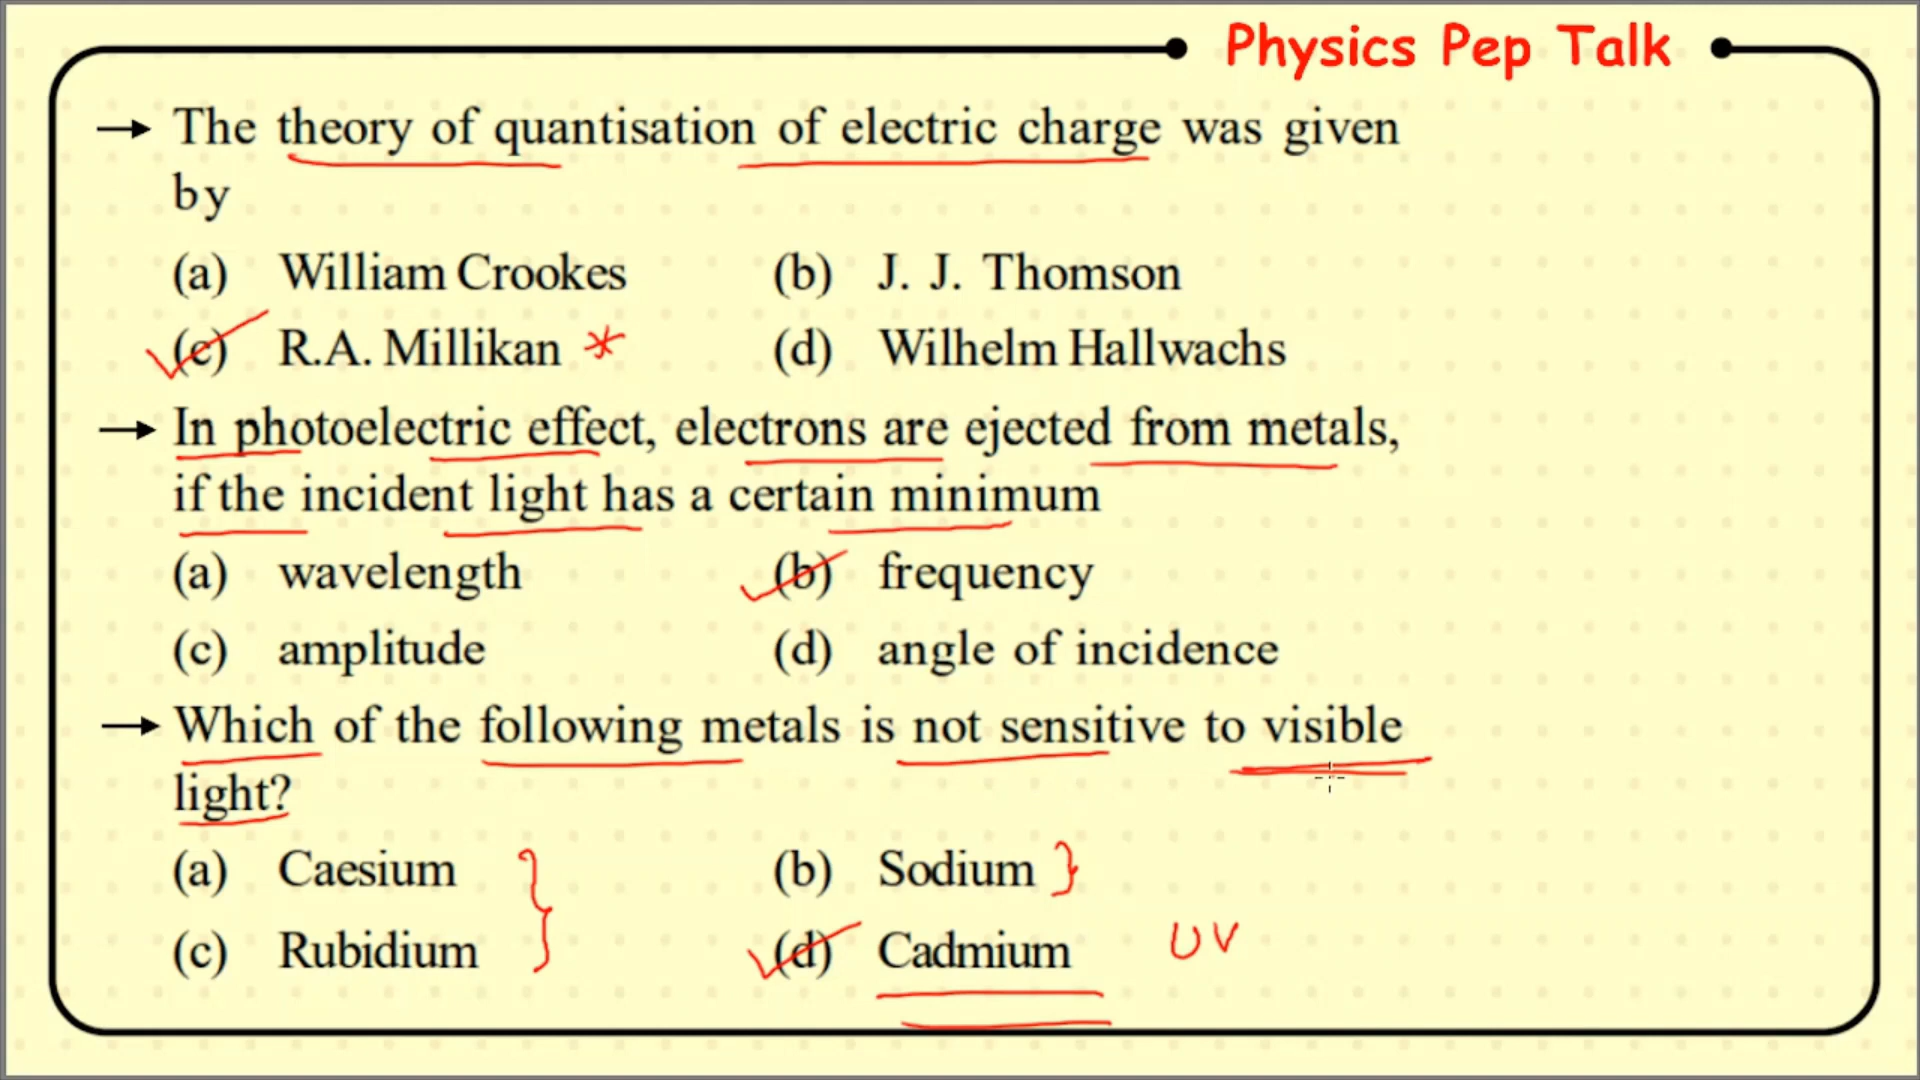 Physics Pep Talk
→ The theory of quantisation of electric charge was given
by
(a) William Crookes (b) J. J. Thomson
(c) R.A. Millikan * (d) Wilhelm Hallwachs
→ In photoelectric effect, electrons are ejected from metals,
if the incident light has a certain minimum
(a) wavelength (b) frequency
(c) amplitude (d) angle of incidence
→ Which of the following metals is not sensitive to visible
light?
(a) Caesium (b) Sodium
(c) Rubidium (d) Cadmium UV